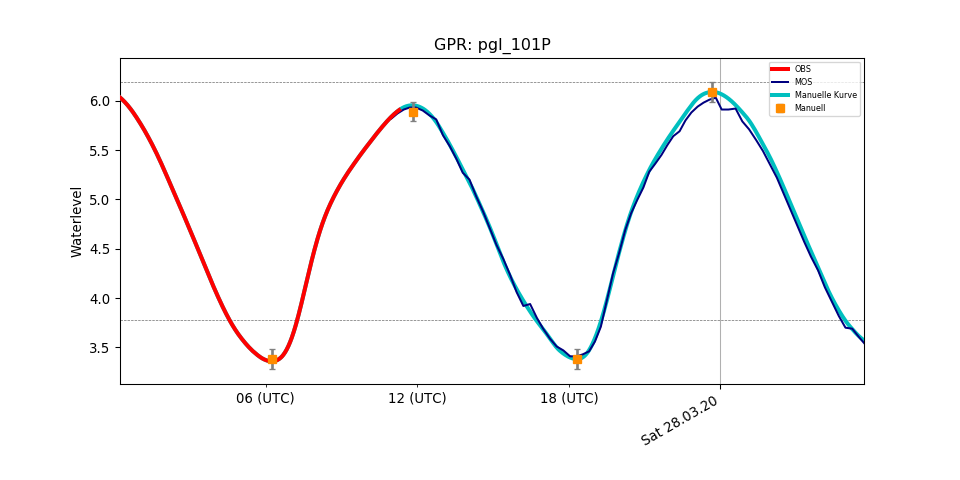 GPR: pgl_101P
OBS
MOS
Manuelle Kurve
Manuell
Waterlevel
6.0
5.5
5.0
4.5
4.0
3.5
06 (UTC)
12 (UTC)
18 (UTC)
Sat 28.03.20